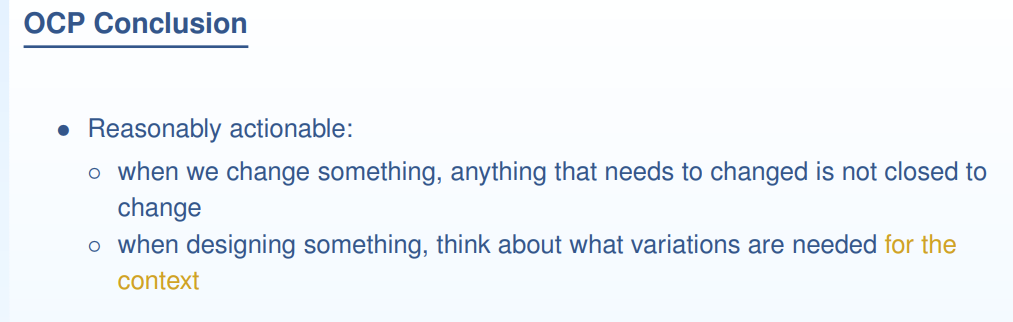 OCP Conclusion
● Reasonably actionable:
○ when we change something, anything that needs to changed is not closed to
change
○ when designing something, think about what variations are needed for the
context